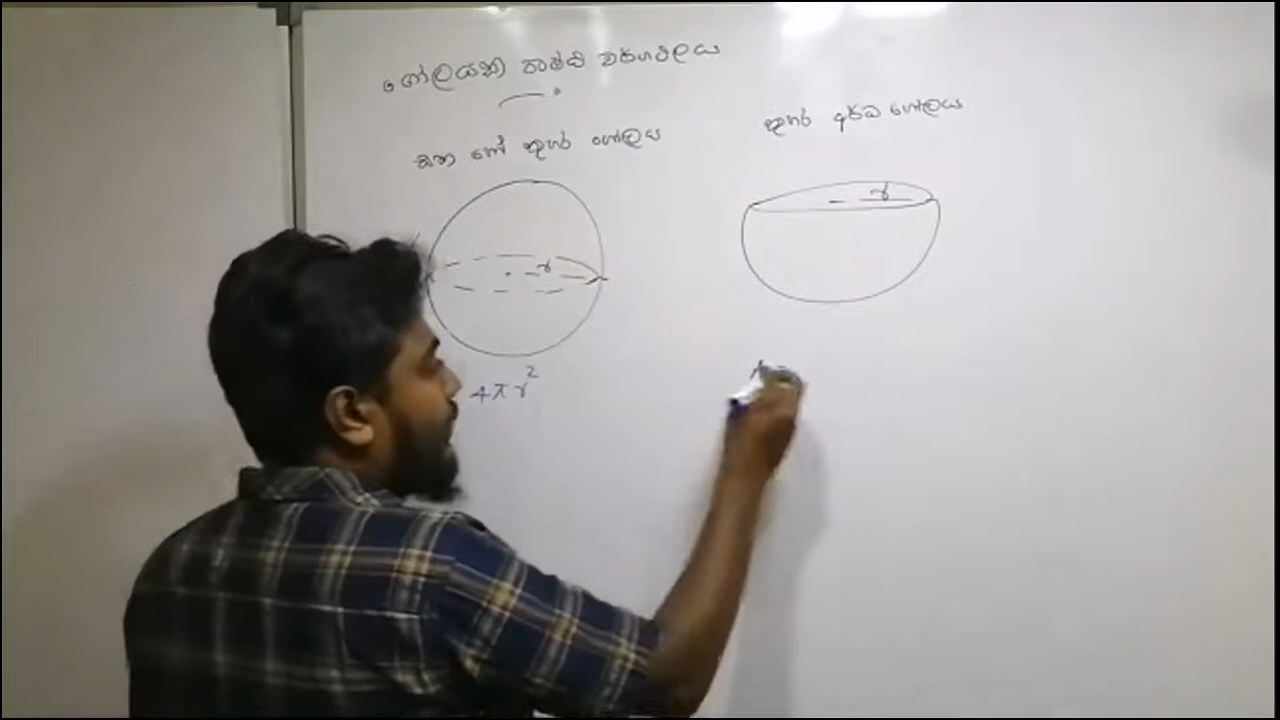 ගෝලයක පෘෂ්ඨ වර්ගඵලය
ඝන හෝ කුහර ගෝලය
කුහර අර්ධ ගෝලය
r
r
4πr²